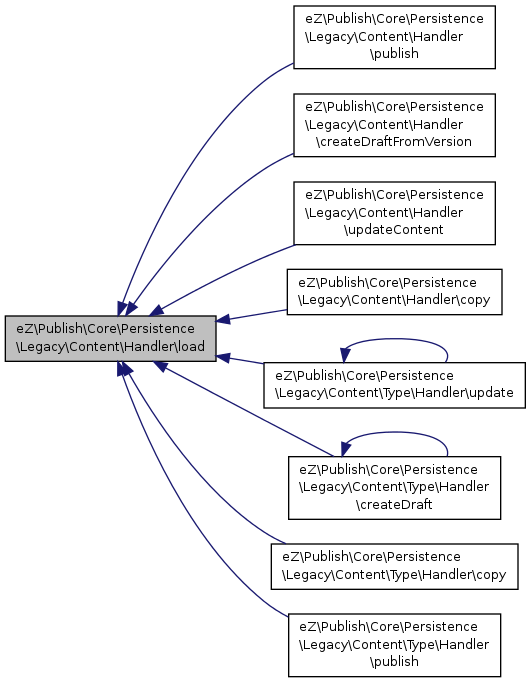 eZ\Publish\Core\Persistence
\Legacy\Content\Handler
\publish
eZ\Publish\Core\Persistence
\Legacy\Content\Handler
\createDraftFromVersion
eZ\Publish\Core\Persistence
\Legacy\Content\Handler
\updateContent
eZ\Publish\Core\Persistence
\Legacy\Content\Handler\copy
eZ\Publish\Core\Persistence
\Legacy\Content\Handler\load
eZ\Publish\Core\Persistence
\Legacy\Content\Type\Handler\update
eZ\Publish\Core\Persistence
\Legacy\Content\Type\Handler
\createDraft
eZ\Publish\Core\Persistence
\Legacy\Content\Type\Handler\copy
eZ\Publish\Core\Persistence
\Legacy\Content\Type\Handler
\publish